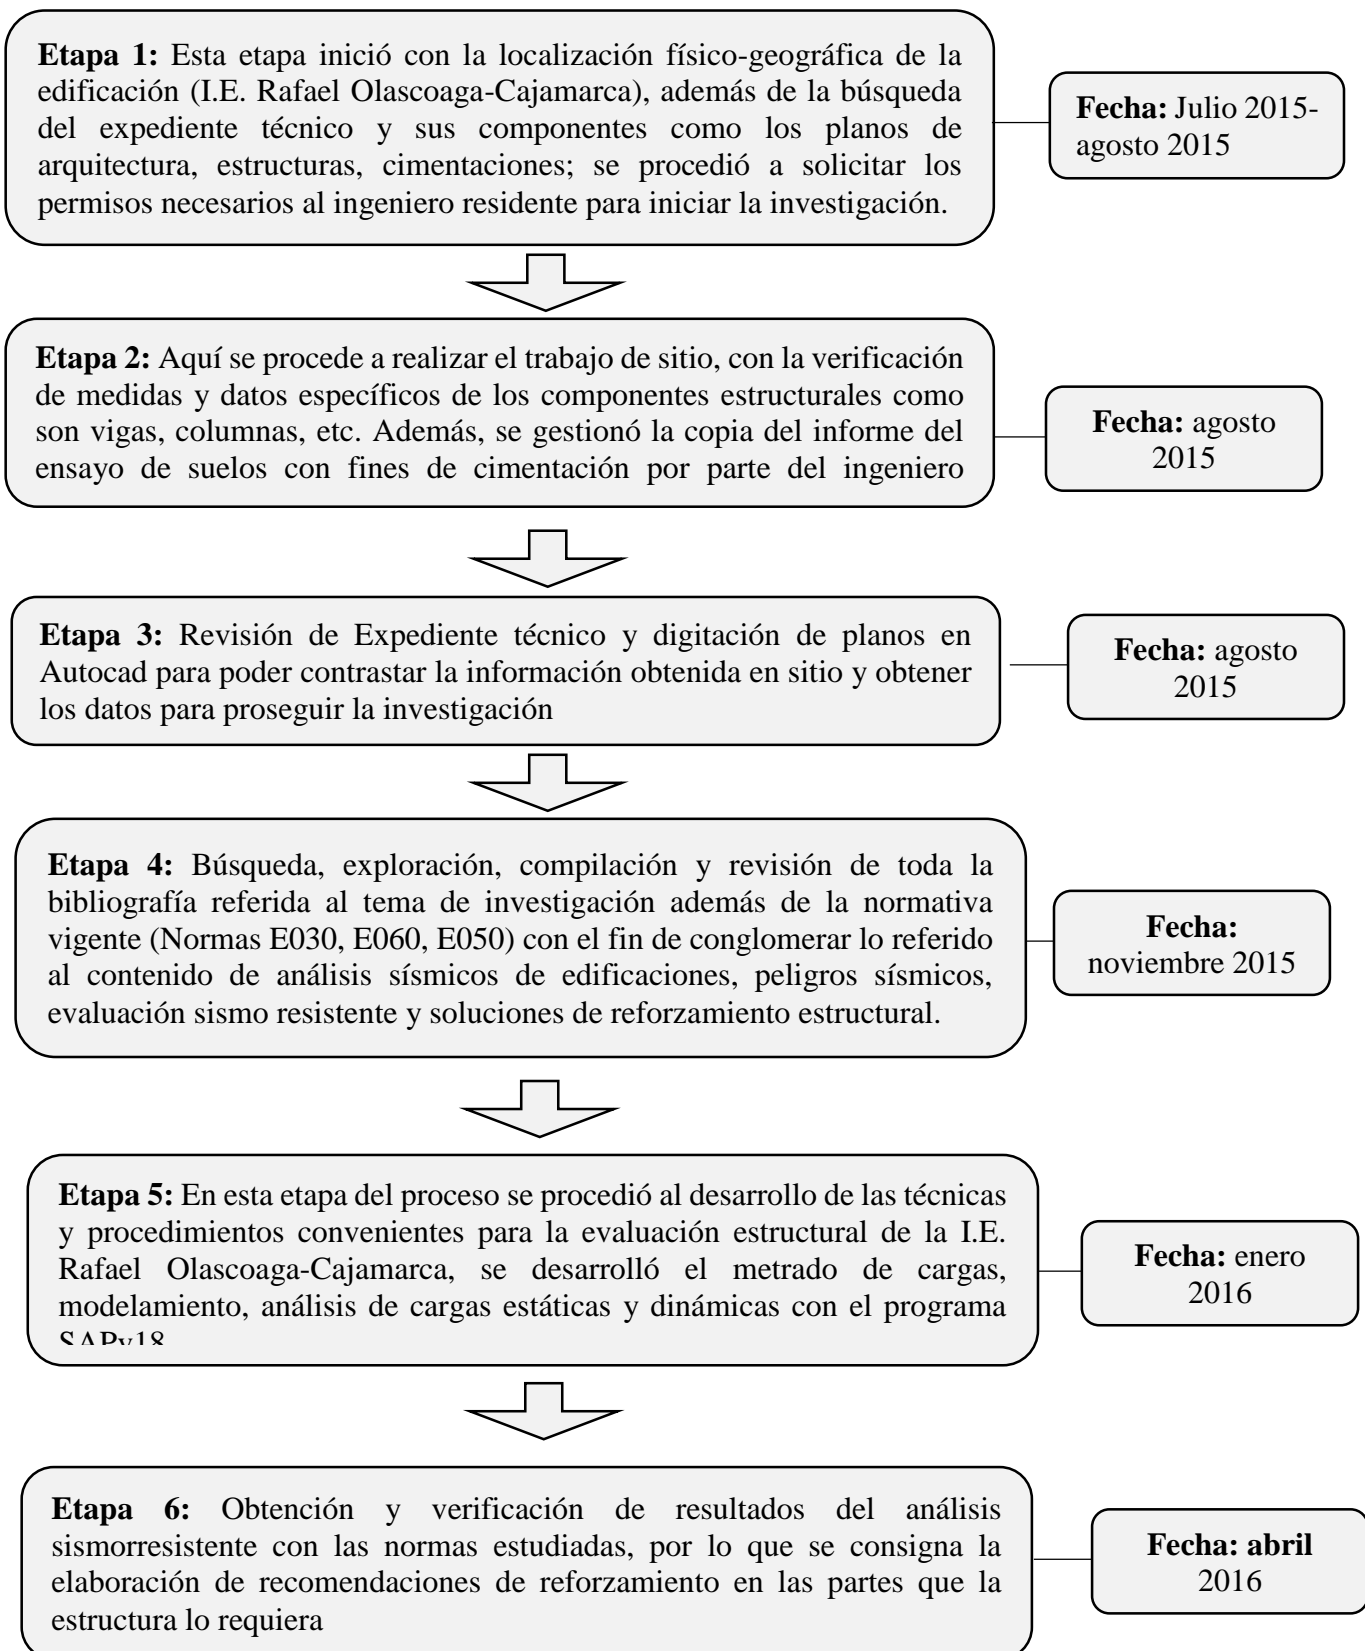 Etapa 1: Esta etapa inició con la localización físico-geográfica de la
edificación (I.E. Rafael Olascoaga-Cajamarca), además de la búsqueda
del expediente técnico y sus componentes como los planos de
arquitectura, estructuras, cimentaciones; se procedió a solicitar los
permisos necesarios al ingeniero residente para iniciar la investigación.
Fecha: Julio 2015-
agosto 2015
Etapa 2: Aquí se procede a realizar el trabajo de sitio, con la verificación
de medidas y datos específicos de los componentes estructurales como
son vigas, columnas, etc. Además, se gestionó la copia del informe del
ensayo de suelos con fines de cimentación por parte del ingeniero
Fecha: agosto
2015
Etapa 3: Revisión de Expediente técnico y digitación de planos en
Autocad para poder contrastar la información obtenida en sitio y obtener
los datos para proseguir la investigación
Fecha: agosto
2015
Etapa 4: Búsqueda, exploración, compilación y revisión de toda la
bibliografía referida al tema de investigación además de la normativa
vigente (Normas E030, E060, E050) con el fin de conglomerar lo referido
al contenido de análisis sísmicos de edificaciones, peligros sísmicos,
evaluación sismo resistente y soluciones de reforzamiento estructural.
Fecha:
noviembre 2015
Etapa 5: En esta etapa del proceso se procedió al desarrollo de las técnicas
y procedimientos convenientes para la evaluación estructural de la I.E.
Rafael Olascoaga-Cajamarca, se desarrolló el metrado de cargas,
modelamiento, análisis de cargas estáticas y dinámicas con el programa
SAPv18
Fecha: enero
2016
Etapa 6: Obtención y verificación de resultados del análisis
sismorresistente con las normas estudiadas, por lo que se consigna la
elaboración de recomendaciones de reforzamiento en las partes que la
estructura lo requiera
Fecha: abril
2016